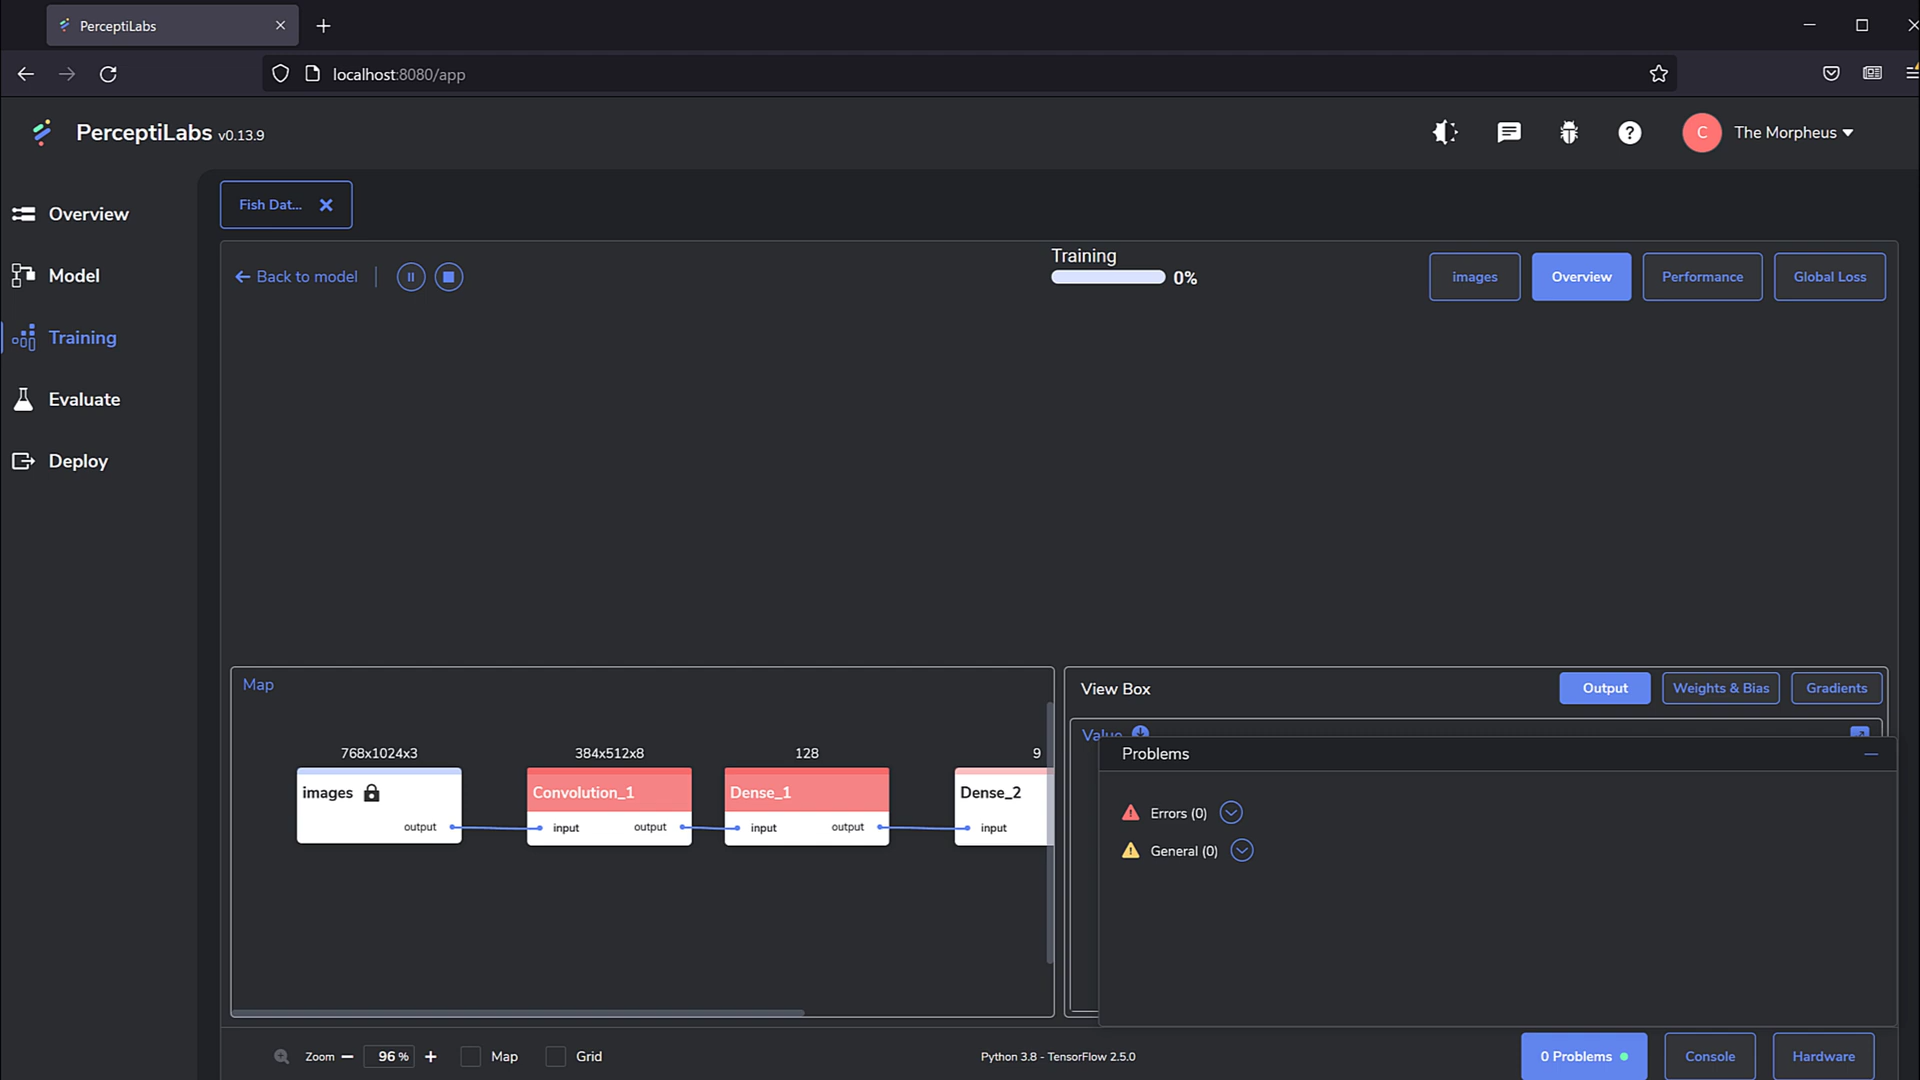 PerceptiLabs
localhost:8080/app
PerceptiLabs v0.13.9
C The Morpheus
Overview
Model
Training
Evaluate
Deploy
Fish Dat...
Back to model
Training
0%
images Overview Performance Global Loss
Map
768x1024x3 384x512x8 128 9
images Convolution_1 Dense_1 Dense_2
output input output input output input
View Box Output Weights & Bias Gradients
Value
Problems
Errors (0)
General (0)
Zoom 96 % Map Grid
Python 3.8 - TensorFlow 2.5.0
0 Problems Console Hardware